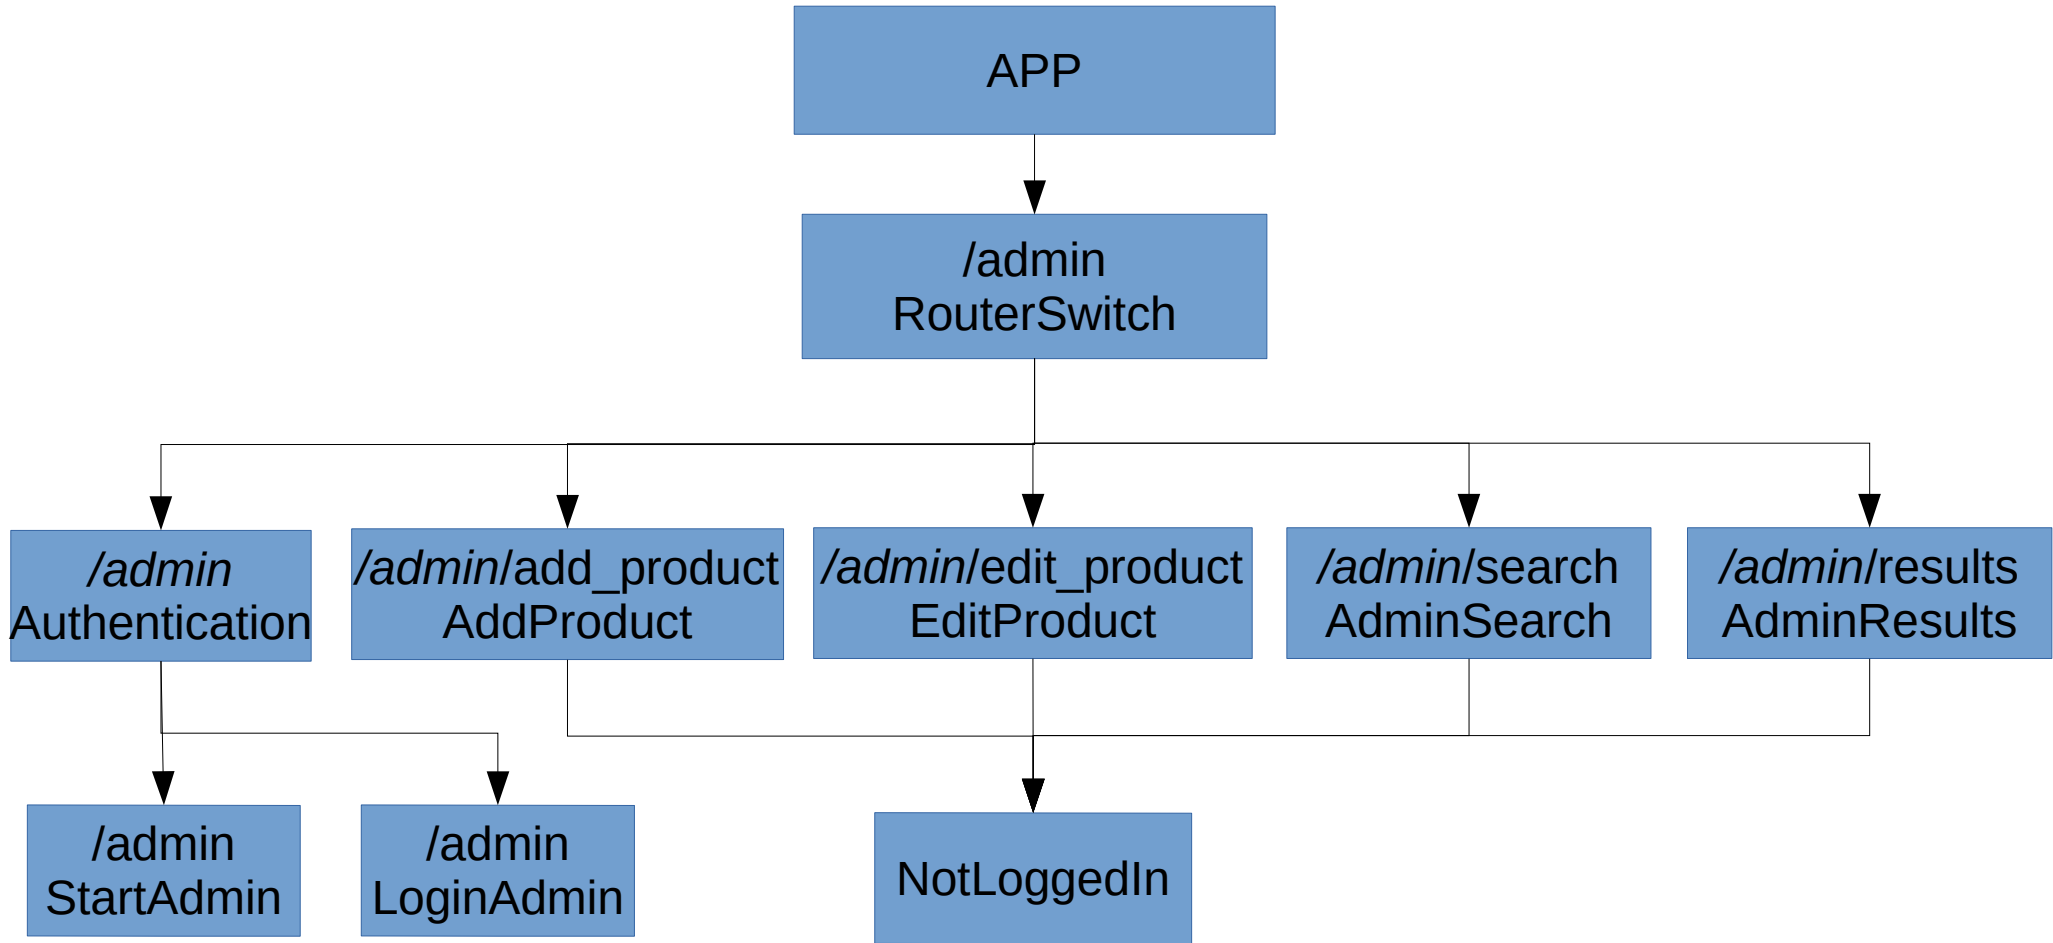 APP
/admin
RouterSwitch
/admin
Authentication
/admin/add_product
AddProduct
/admin/edit_product
EditProduct
/admin/search
AdminSearch
/admin/results
AdminResults
/admin
StartAdmin
/admin
LoginAdmin
NotLoggedIn